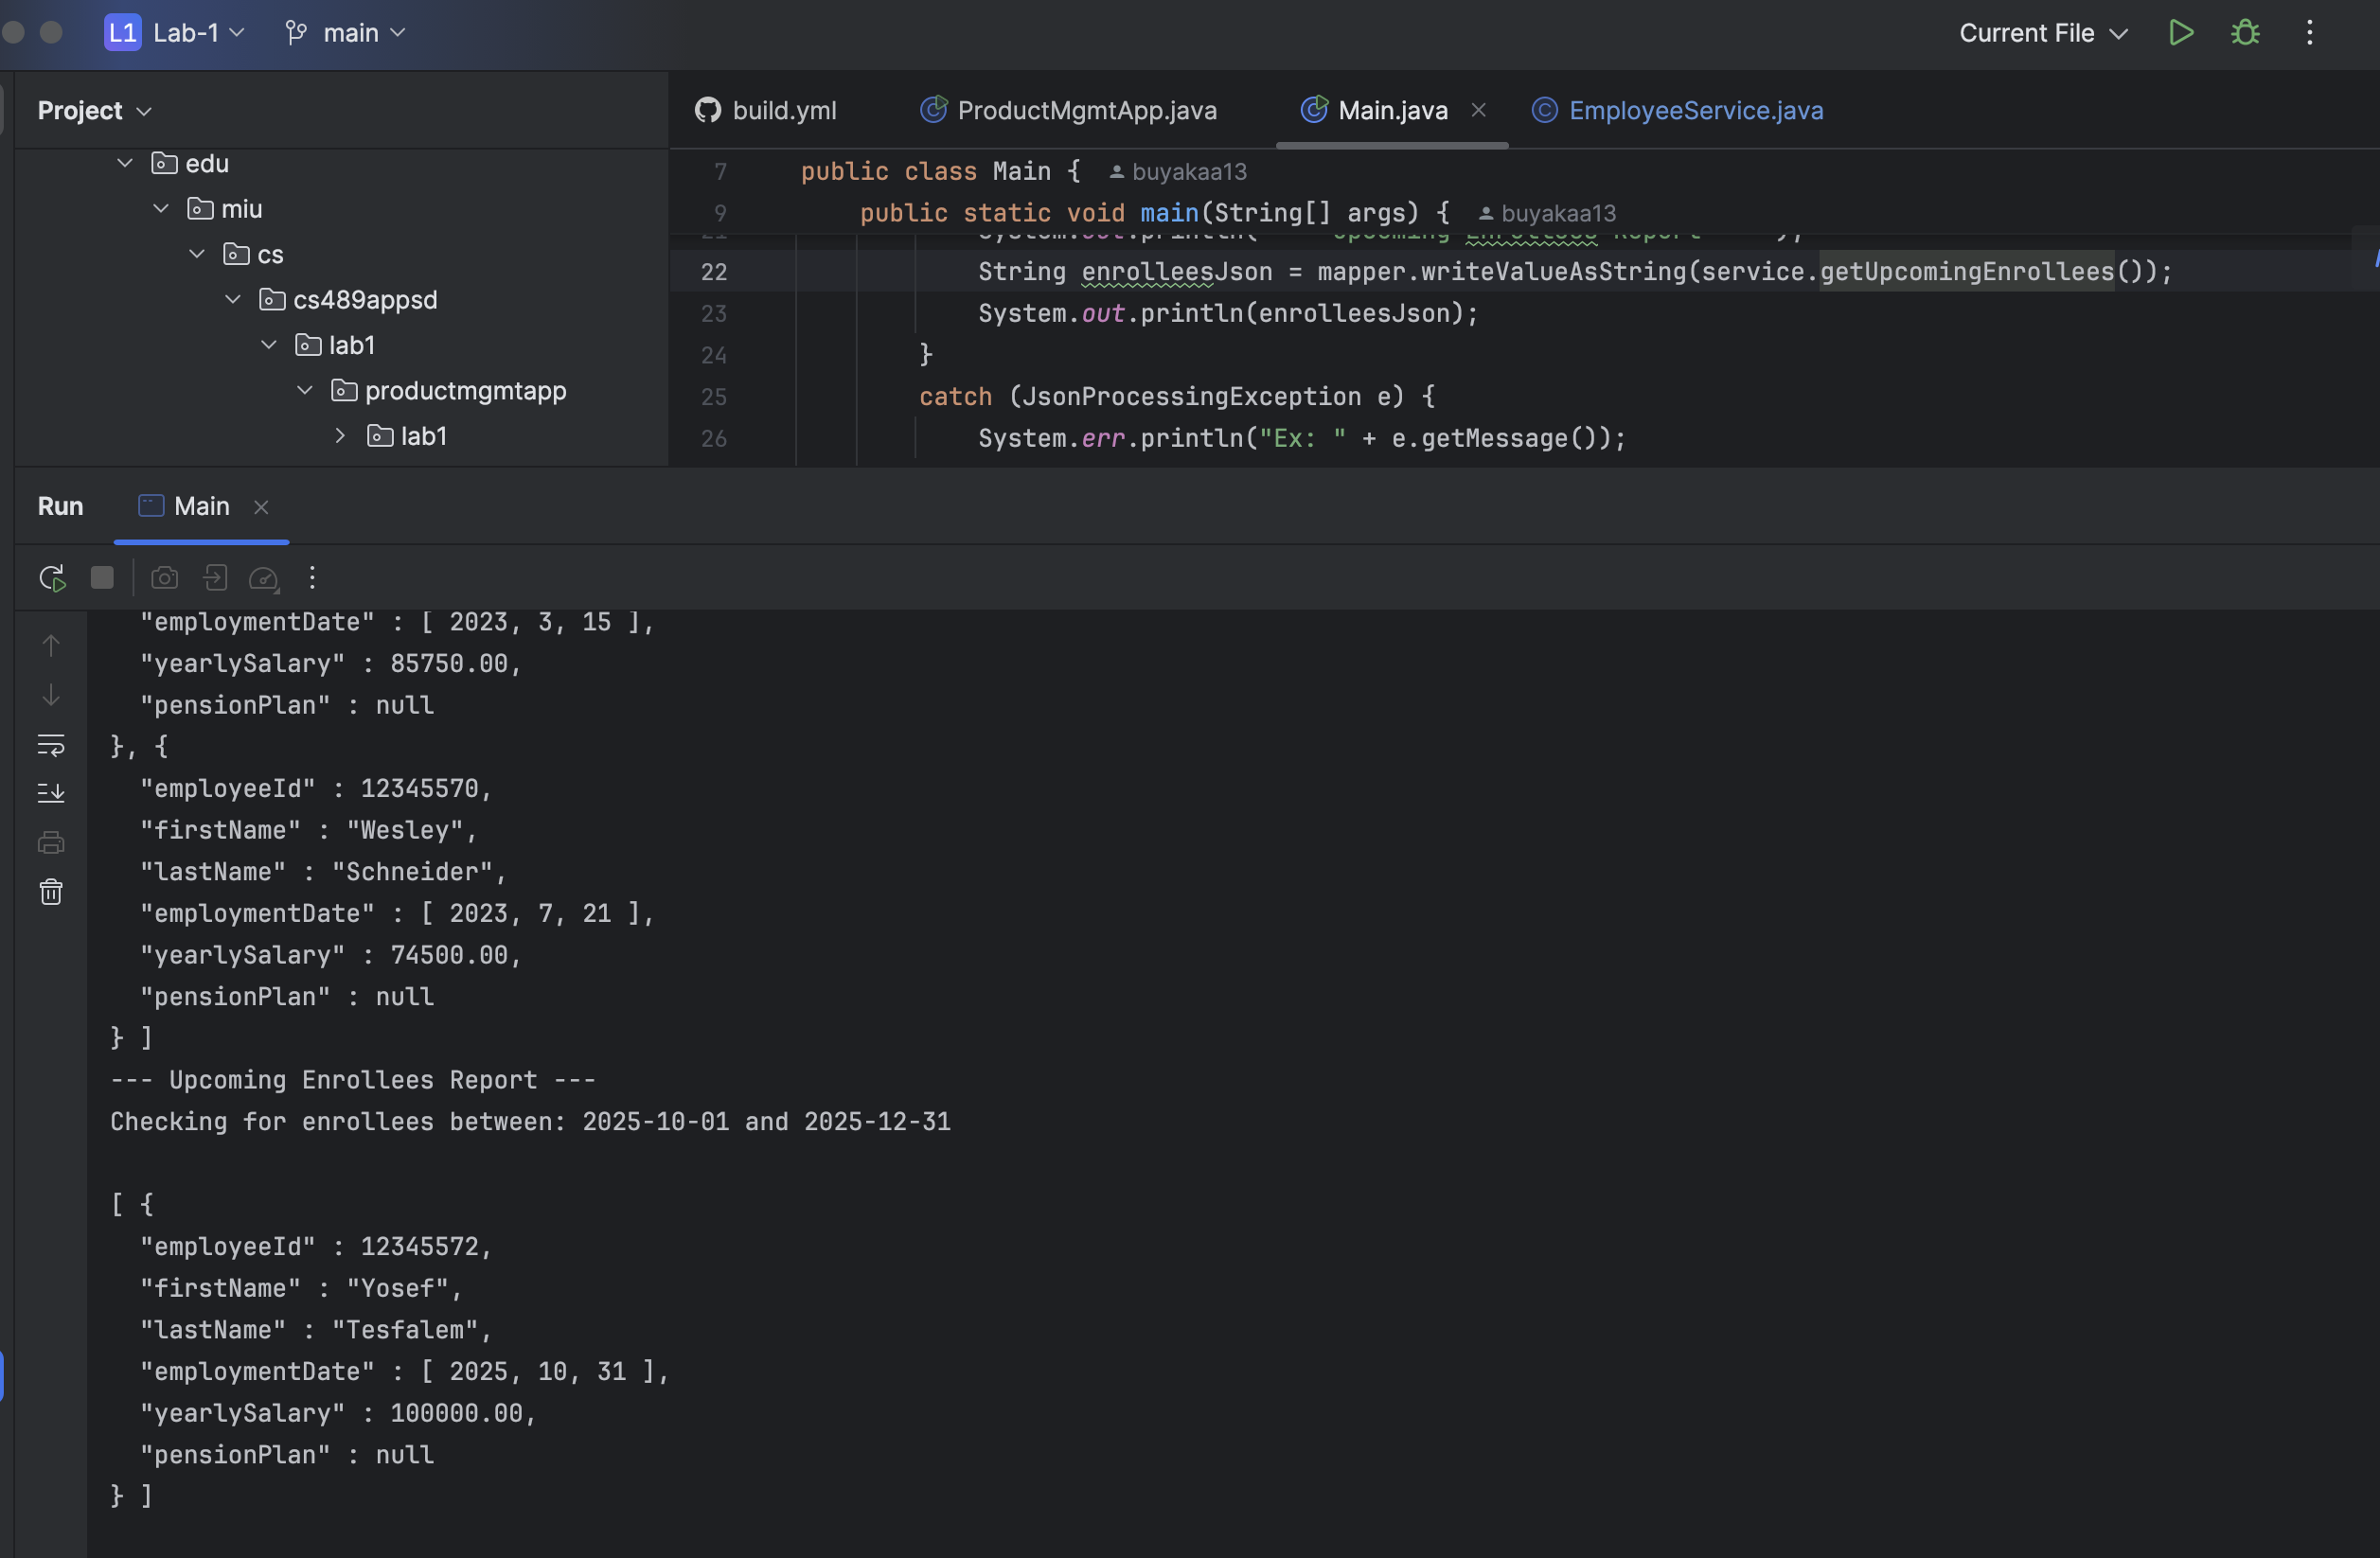 L1 Lab-1 main Current File
Project
edu
miu
cs
cs489appsd
lab1
productmgmtapp
lab1
build.yml ProductMgmtApp.java Main.java EmployeeService.java
7 public class Main { buyakaa13
9 public static void main(String[] args) { buyakaa13
22 String enrolleesJson = mapper.writeValueAsString(service.getUpcomingEnrollees());
23 System.out.println(enrolleesJson);
24 }
25 catch (JsonProcessingException e) {
26 System.err.println("Ex: " + e.getMessage());
Run Main
"employmentDate" : [ 2023, 3, 15 ],
"yearlySalary" : 85750.00,
"pensionPlan" : null
}, {
"employeeId" : 12345570,
"firstName" : "Wesley",
"lastName" : "Schneider",
"employmentDate" : [ 2023, 7, 21 ],
"yearlySalary" : 74500.00,
"pensionPlan" : null
} ]
--- Upcoming Enrollees Report ---
Checking for enrollees between: 2025-10-01 and 2025-12-31
[ {
"employeeId" : 12345572,
"firstName" : "Yosef",
"lastName" : "Tesfalem",
"employmentDate" : [ 2025, 10, 31 ],
"yearlySalary" : 100000.00,
"pensionPlan" : null
} ]